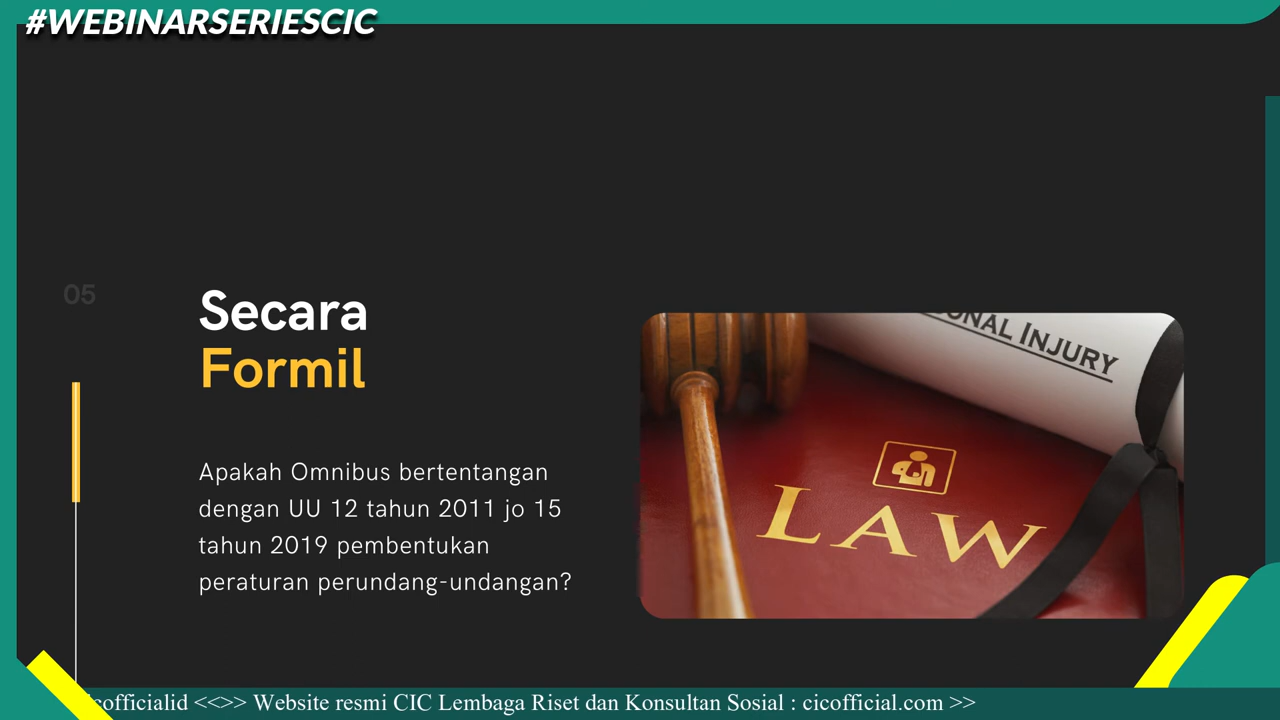 #WEBINARSERIESCIC
05
Secara
Formil
Apakah Omnibus bertentangan
dengan UU 12 tahun 2011 jo 15
tahun 2019 pembentukan
peraturan perundang-undangan?
ONAL INJURY
LAW
cofficialid <<>> Website resmi CIC Lembaga Riset dan Konsultan Sosial : cicofficial.com >>